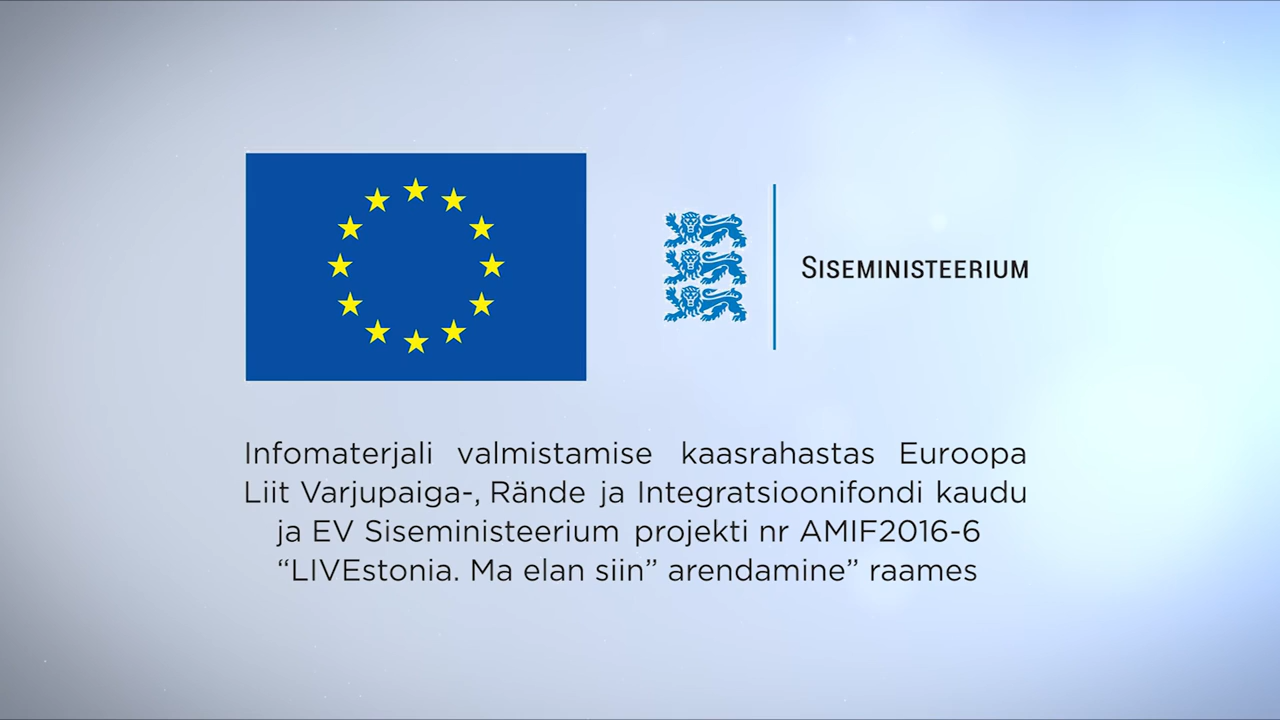 SISEMINISTEERIUM
Infomaterjali valmistamise kaasrahastas Euroopa
Liit Varjupaiga-, Rände ja Integratsioonifondi kaudu
ja EV Siseministeerium projekti nr AMIF2016-6
“LIVEstonia. Ma elan siin” arendamine” raames